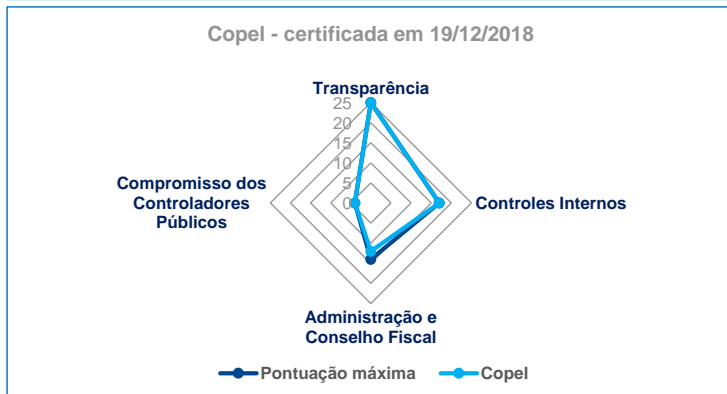 Copel - certificada em 19/12/2018
Transparência
25
20
15
10
5
0
Compromisso dos
Controladores
Públicos
Controles Internos
Administração e
Conselho Fiscal
Pontuação máxima
Copel